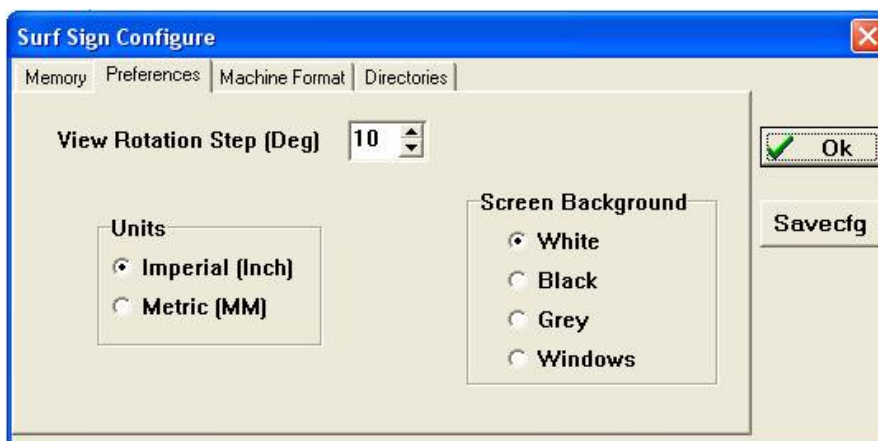 Surf Sign Configure
Memory Preferences Machine Format Directories
View Rotation Step (Deg) 10
Ok
Savecfg
Units
Imperial (Inch)
Metric (MM)
Screen Background
White
Black
Grey
Windows